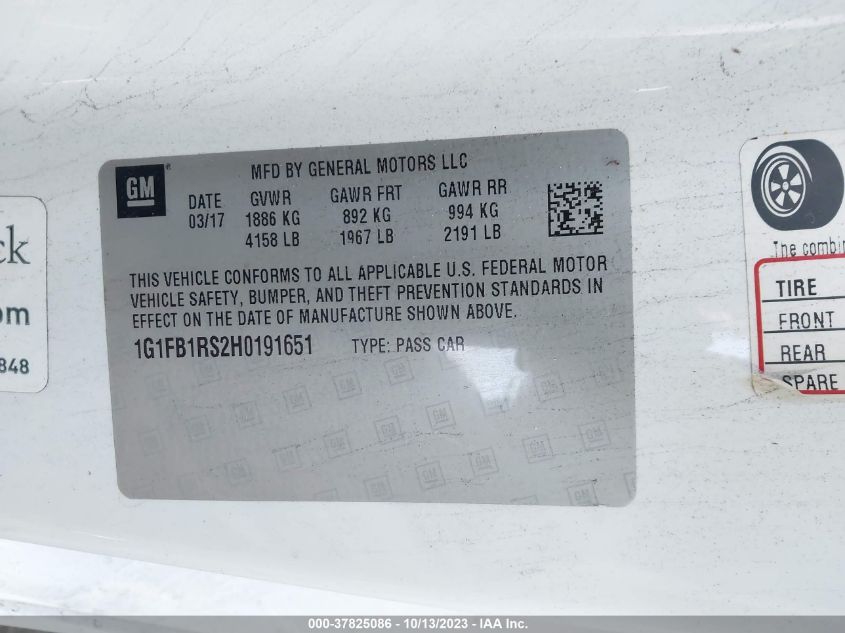 GM
MFD BY GENERAL MOTORS LLC
DATE GVWR GAWR FRT GAWR RR
03/17 1886 KG 892 KG 994 KG
4158 LB 1967 LB 2191 LB
THIS VEHICLE CONFORMS TO ALL APPLICABLE U.S. FEDERAL MOTOR
VEHICLE SAFETY, BUMPER, AND THEFT PREVENTION STANDARDS IN
EFFECT ON THE DATE OF MANUFACTURE SHOWN ABOVE.
1G1FB1RS2H0191651 TYPE: PASS CAR
ck
om
848
The combin
TIRE
FRONT
REAR
SPARE
000-37825086 - 10/13/2023 - IAA Inc.